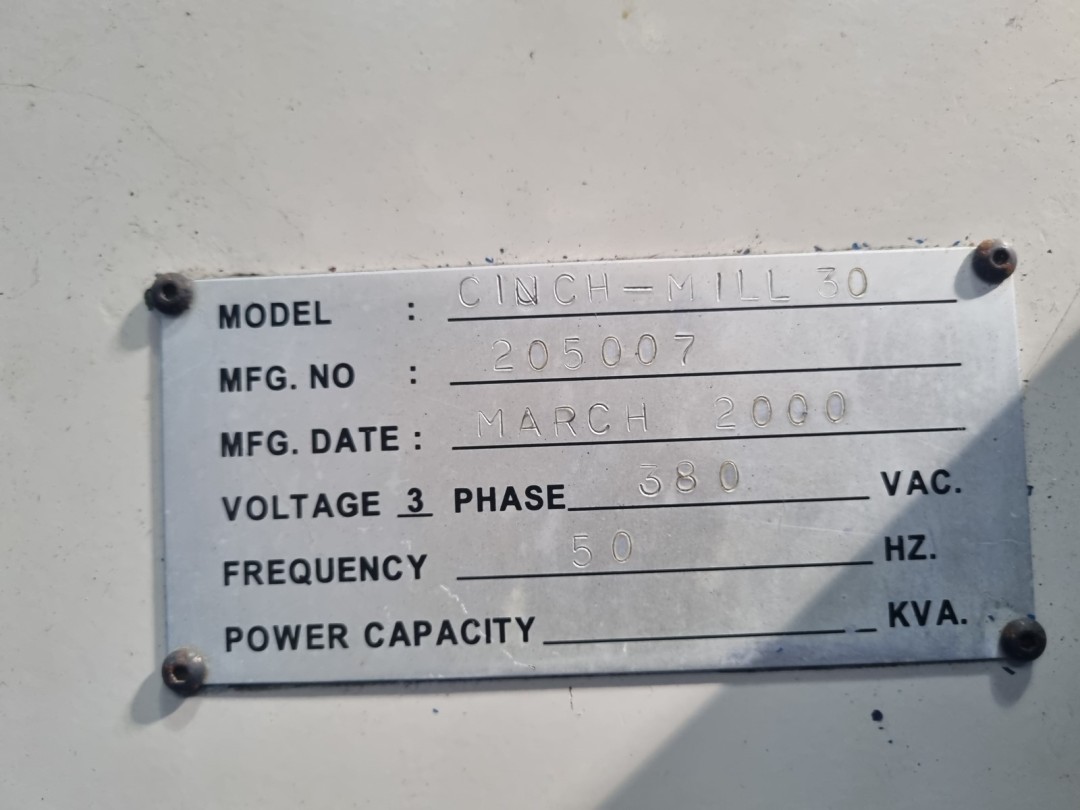 MODEL : CINCH-MILL 30
MFG. NO : 205007
MFG. DATE : MARCH 2000
VOLTAGE 3 PHASE 380 VAC.
FREQUENCY 50 HZ.
POWER CAPACITY KVA.